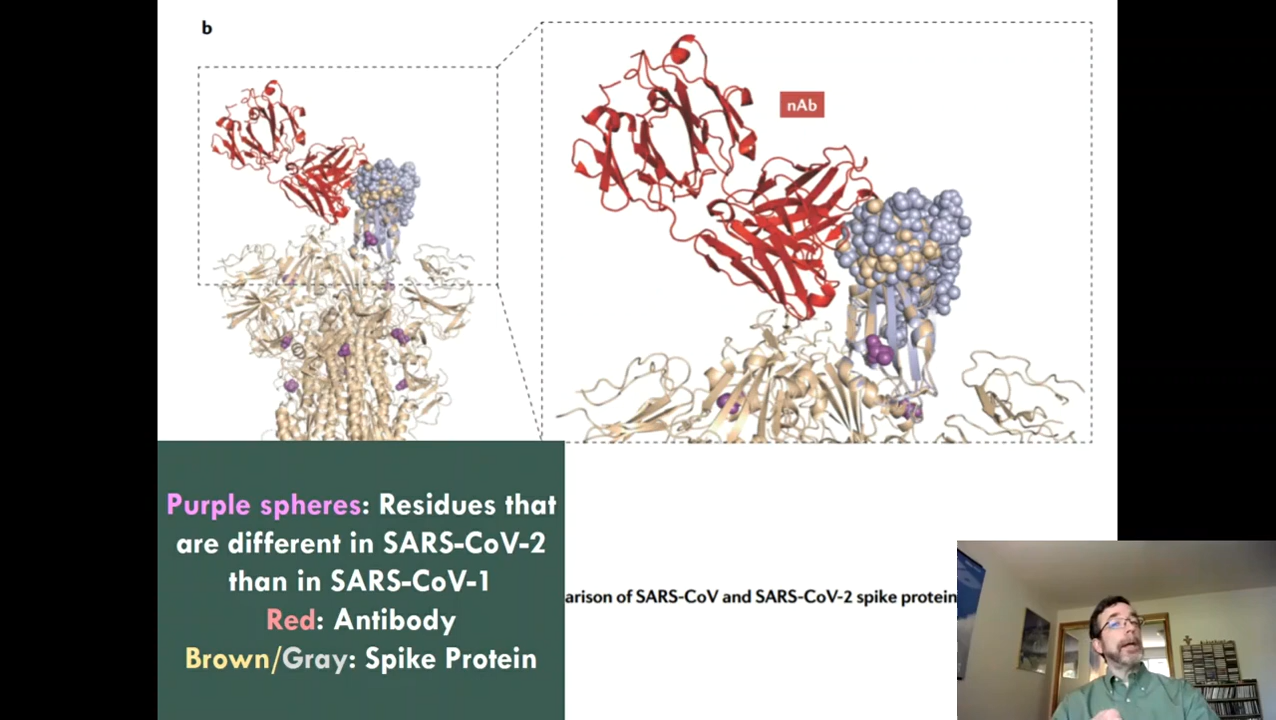 b
nAb
Purple spheres: Residues that
are different in SARS-CoV-2
than in SARS-CoV-1
Red: Antibody
Brown/Gray: Spike Protein
arison of SARS-CoV and SARS-CoV-2 spike protein